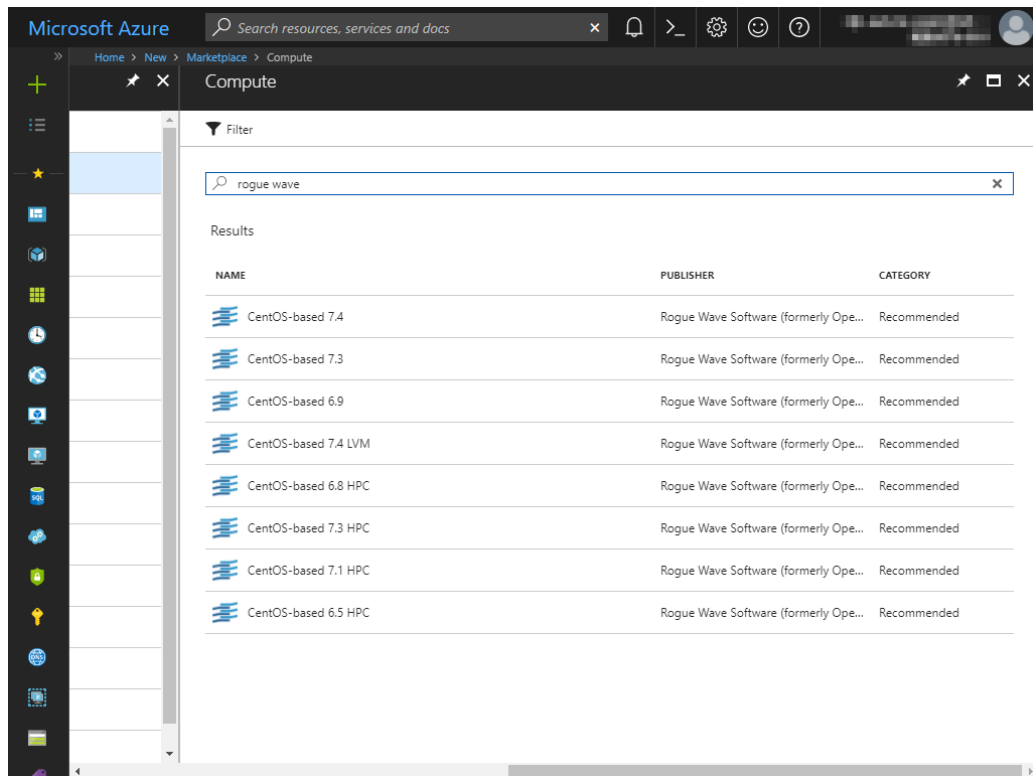 Microsoft Azure
Search resources, services and docs
Home > New > Marketplace > Compute
Compute
Filter
rogue wave
Results
NAME PUBLISHER CATEGORY
CentOS-based 7.4 Rogue Wave Software (formerly Ope... Recommended
CentOS-based 7.3 Rogue Wave Software (formerly Ope... Recommended
CentOS-based 6.9 Rogue Wave Software (formerly Ope... Recommended
CentOS-based 7.4 LVM Rogue Wave Software (formerly Ope... Recommended
CentOS-based 6.8 HPC Rogue Wave Software (formerly Ope... Recommended
CentOS-based 7.3 HPC Rogue Wave Software (formerly Ope... Recommended
CentOS-based 7.1 HPC Rogue Wave Software (formerly Ope... Recommended
CentOS-based 6.5 HPC Rogue Wave Software (formerly Ope... Recommended
SQL
DNS